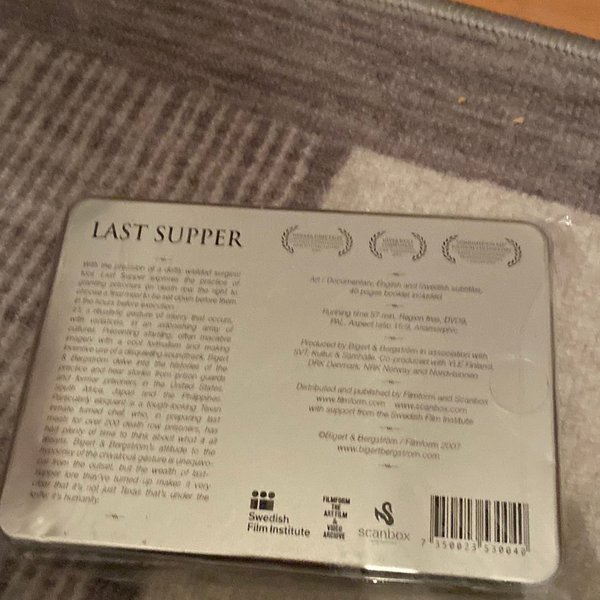 LAST SUPPER
With the precision of a deftly wielded surgical
tool, Last Supper explores the practice of
granting prisoners on death row the right to
choose a final meal to be set down before them
in the hours before execution.
It's a ritualistic gesture of atonement that occurs,
with variations, in an astonishing array of
cultures. Presenting startling, often macabre
imagery with a cool formalism and making
inventive use of a disquieting soundtrack, Bigert
& Bergström delve into the histories of the
practice and hear stories from prison guards
and former prisoners in the United States,
South Africa, Japan and the Philippines.
Particularly eloquent is a tough-looking Texan
inmate turned chef, who, in preparing last
meals for over 200 death row prisoners, has
had plenty of time to think about what it all
means. Bigert & Bergström's attitude to the
hypocrisy of the chivalrous gesture is unequivo-
cal from the outset, but the wealth of last-
supper lore they've turned up makes it very
clear that it's not just Texas that's under the
knife: it's humanity.
Art / Documentary, English and Swedish subtitles,
40 pages booklet included
Running time 57 min, Region free, DVD9,
PAL, Aspect ratio: 16:9, Anamorphic
Produced by Bigert & Bergström in association with
SVT: Kultur & Samhälle. Co-produced with YLE Finland,
DRK Denmark, NRK Norway and Nordvisionen
Distributed and published by Filmform and Scanbox
www.filmform.com www.scanbox.com
with support from the Swedish Film Institute
©Bigert & Bergström / Filmform 2007
www.bigertbergstrom.com
Swedish
Film Institute
FILMFORM
THE
ART FILM
& VIDEO
ARCHIVE
scanbox
7 350023 530040